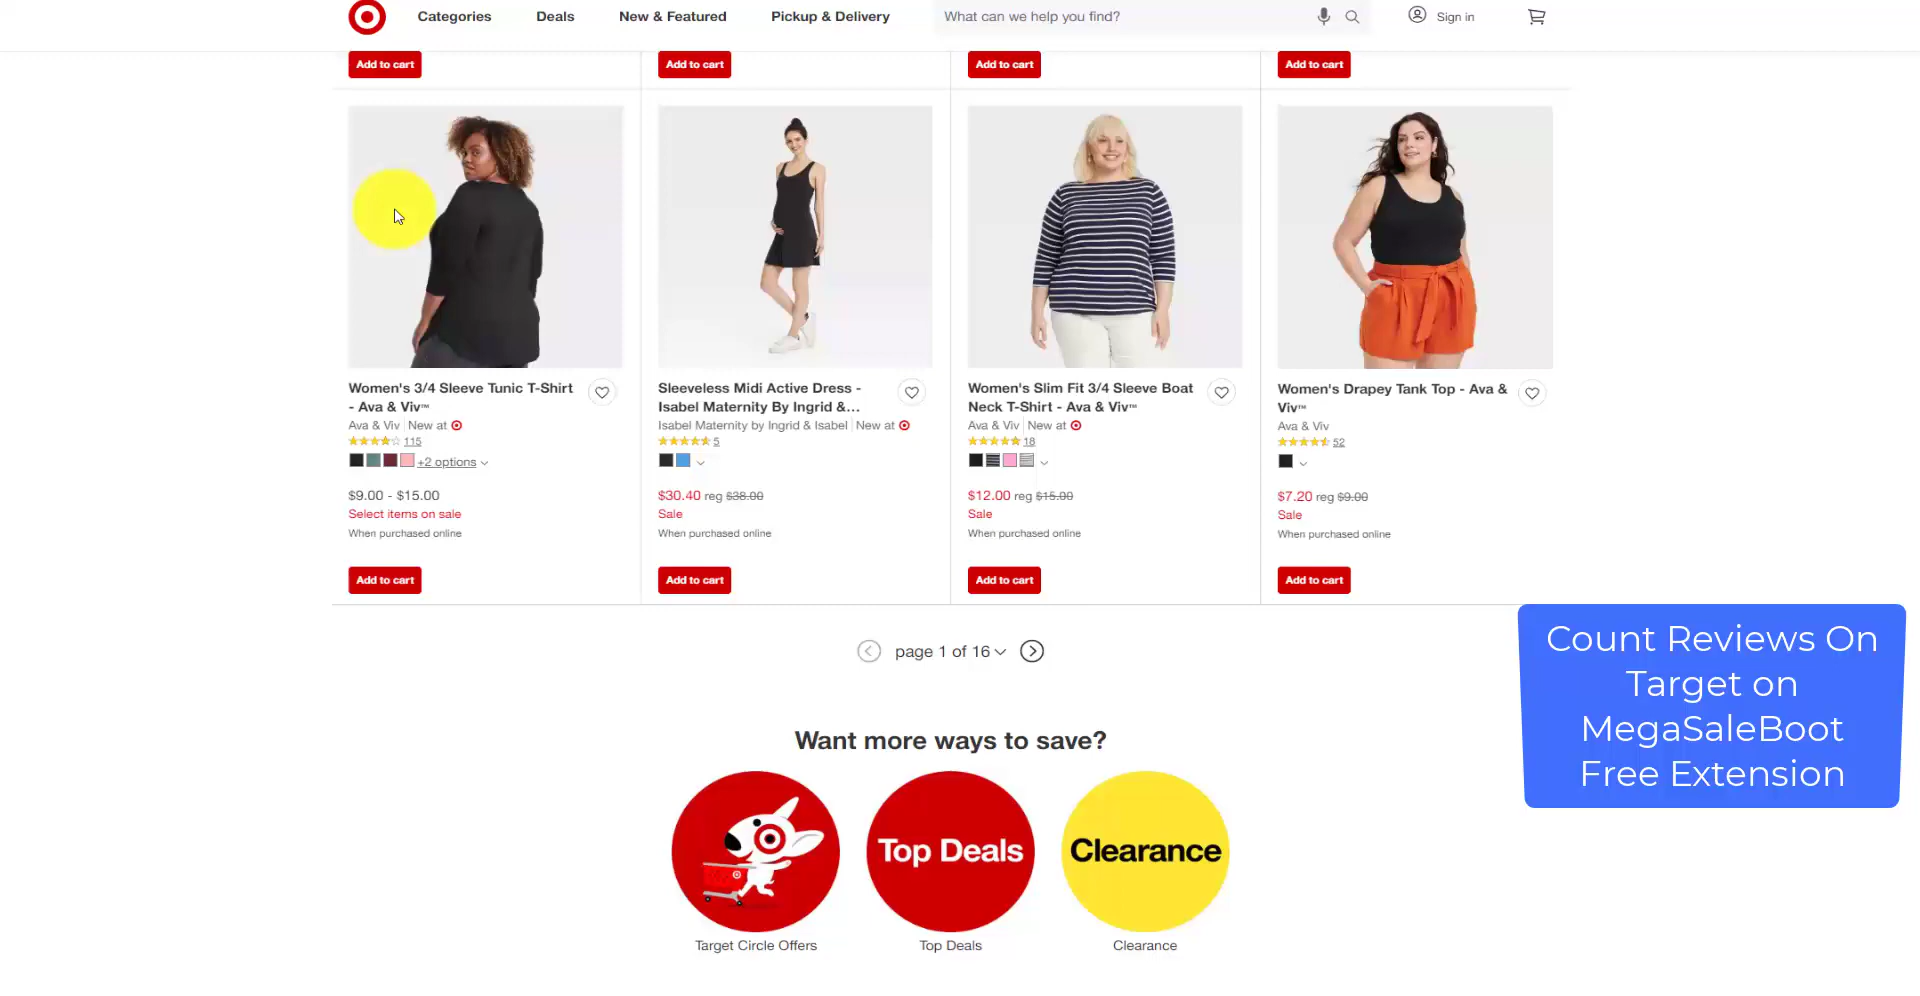 Categories
Deals
New & Featured
Pickup & Delivery
What can we help you find?
Sign in
Add to cart
Add to cart
Add to cart
Add to cart
Women's 3/4 Sleeve Tunic T-Shirt
- Ava & Viv™
Ava & Viv | New at
115
+2 options
$9.00 - $15.00
Select items on sale
When purchased online
Add to cart
Sleeveless Midi Active Dress -
Isabel Maternity By Ingrid &...
Isabel Maternity by Ingrid & Isabel | New at
5
$30.40 reg $38.00
Sale
When purchased online
Add to cart
Women's Slim Fit 3/4 Sleeve Boat
Neck T-Shirt - Ava & Viv™
Ava & Viv | New at
18
$12.00 reg $15.00
Sale
When purchased online
Add to cart
Women's Drapey Tank Top - Ava &
Viv™
Ava & Viv
52
$7.20 reg $9.00
Sale
When purchased online
Add to cart
page 1 of 16
Count Reviews On
Target on
MegaSaleBoot
Free Extension
Want more ways to save?
Top Deals
Clearance
Target Circle Offers
Top Deals
Clearance